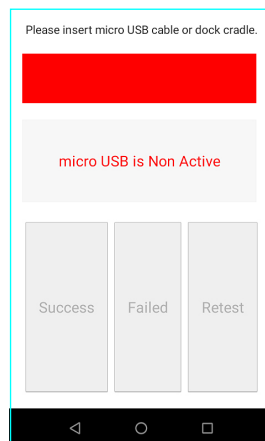 Please insert micro USB cable or dock cradle.
micro USB is Non Active
Success Failed Retest